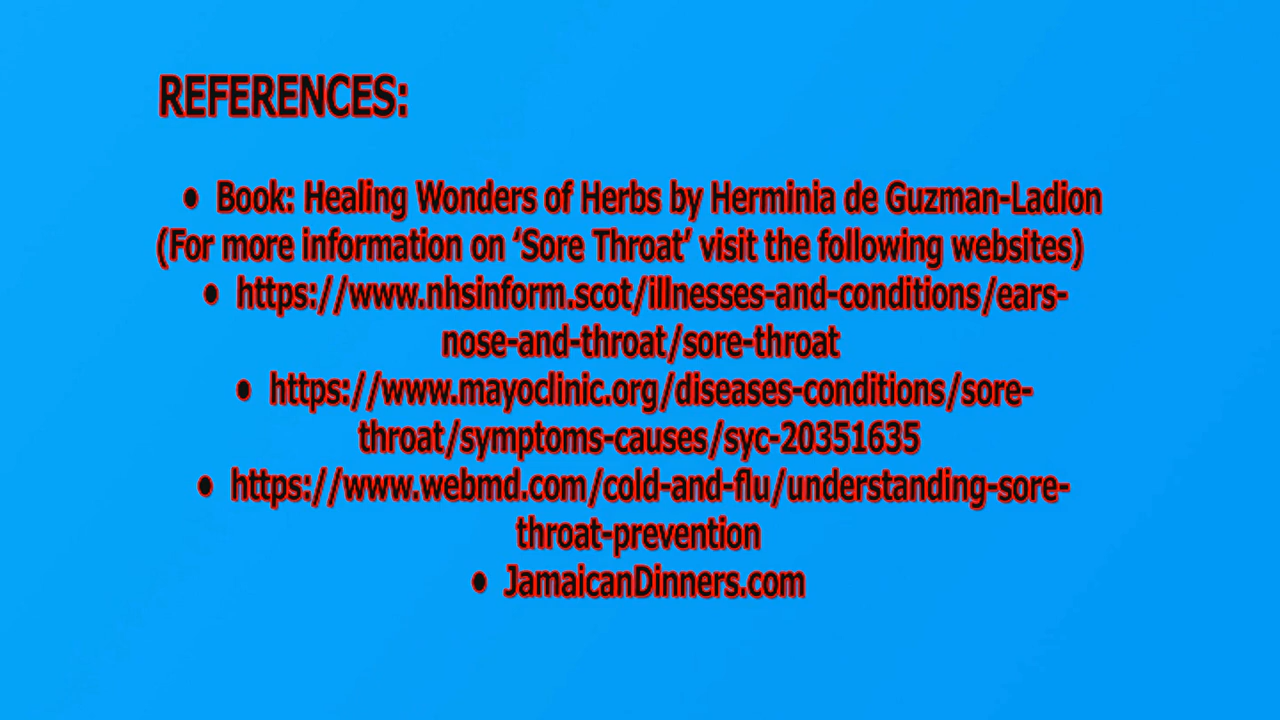 REFERENCES:
• Book: Healing Wonders of Herbs by Herminia de Guzman-Ladion
(For more information on ‘Sore Throat’ visit the following websites)
• https://www.nhsinform.scot/illnesses-and-conditions/ears-
nose-and-throat/sore-throat
• https://www.mayoclinic.org/diseases-conditions/sore-
throat/symptoms-causes/syc-20351635
• https://www.webmd.com/cold-and-flu/understanding-sore-
throat-prevention
• JamaicanDinners.com